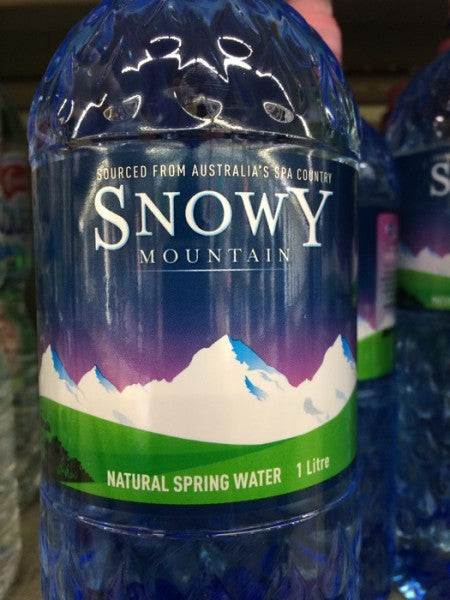 SOURCED FROM AUSTRALIA'S SPA COUNTRY
SNOWY
MOUNTAIN
NATURAL SPRING WATER 1 Litre